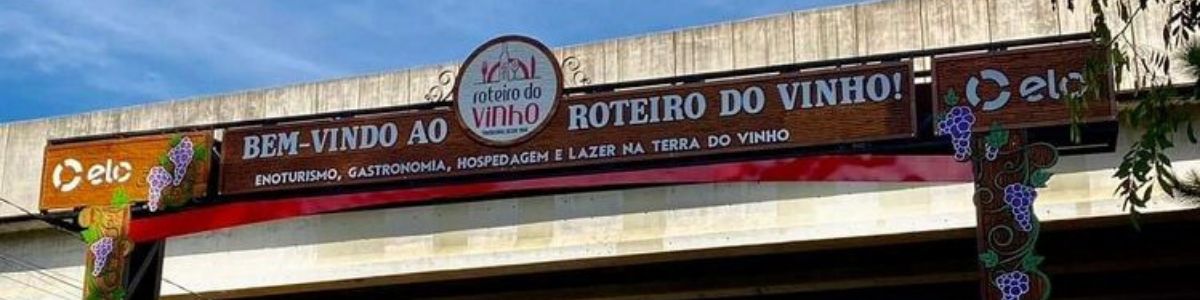 elo
BEM-VINDO AO
roteiro do
VINHO
ROTEIRO DO VINHO!
ENOTURISMO, GASTRONOMIA, HOSPEDAGEM E LAZER NA TERRA DO VINHO
elo